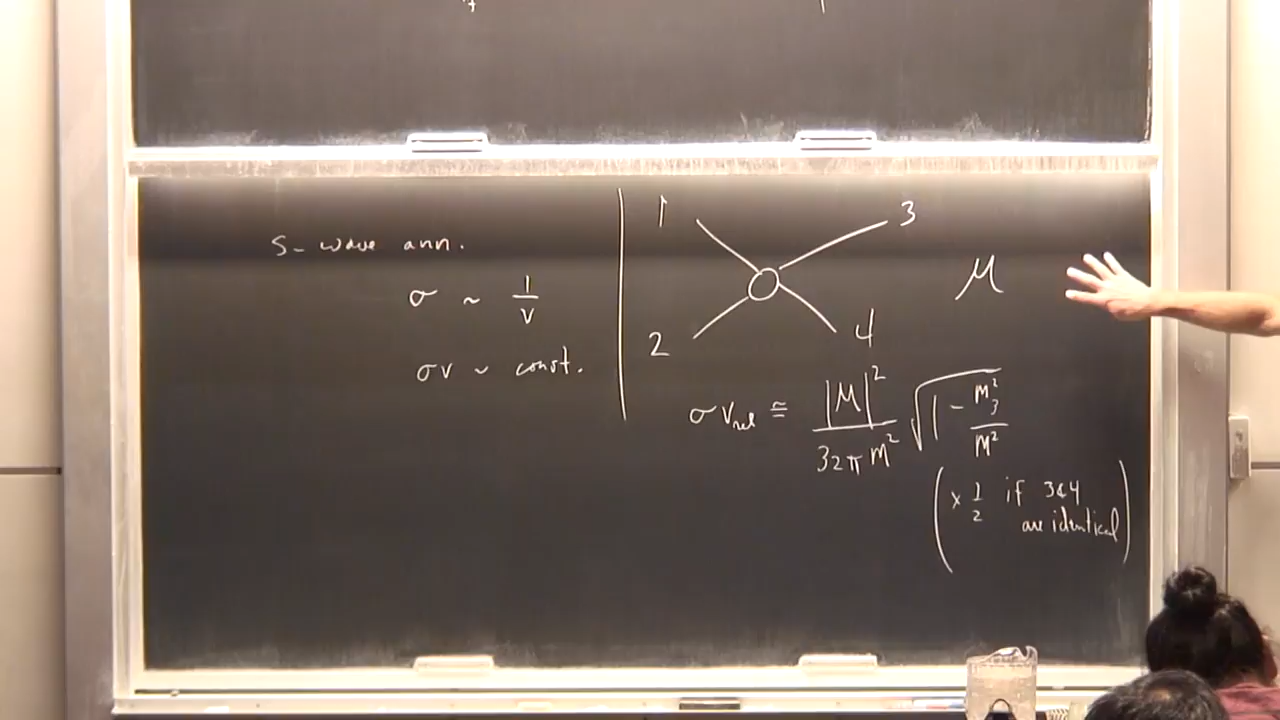 s-wave ann.
σ ~ 1/v
σv ~ const.
1 3
M
2 4
σ v_rel ≅ |M|²/(32π m²) √(1 - m₃²/m²)
(× 1/2 if 3&4
are identical)